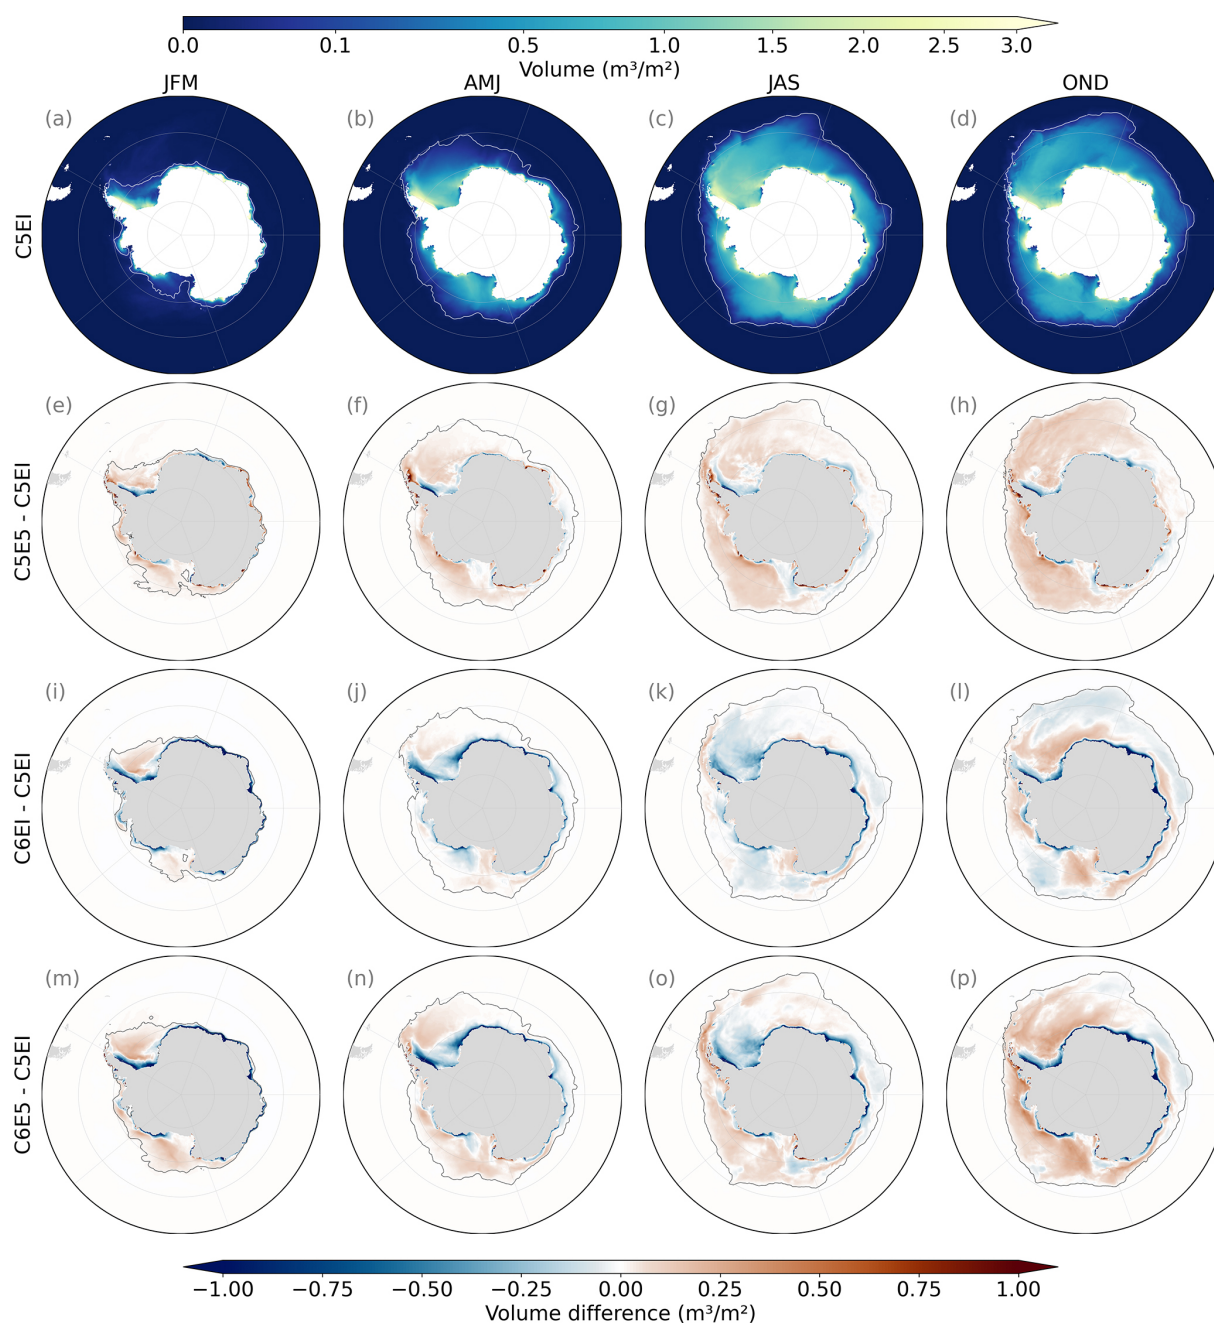 0.0 0.1 0.5 1.0 1.5 2.0 2.5 3.0
Volume (m³/m²)
JFM AMJ JAS OND
(a) (b) (c) (d)
C5EI
(e) (f) (g) (h)
C5E5 - C5EI
(i) (j) (k) (l)
C6EI - C5EI
(m) (n) (o) (p)
C6E5 - C5EI
−1.00 −0.75 −0.50 −0.25 0.00 0.25 0.50 0.75 1.00
Volume difference (m³/m²)